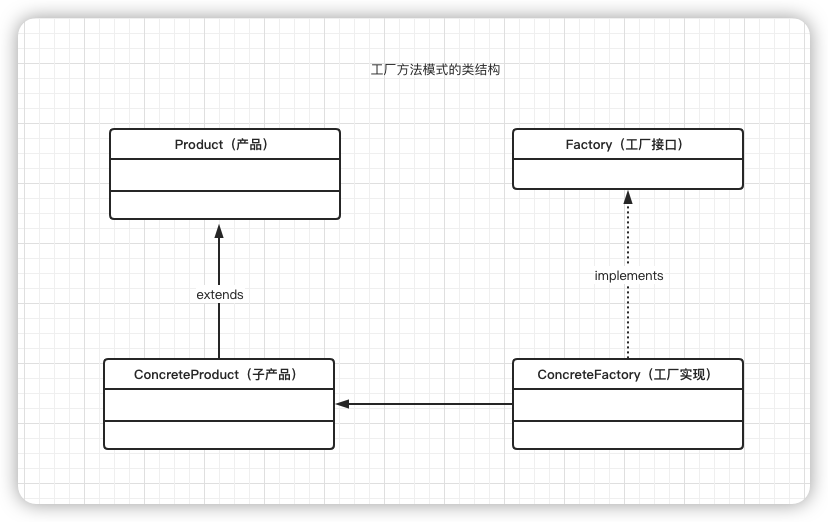 工厂方法模式的类结构
Product（产品）
Factory（工厂接口）
extends
implements
ConcreteProduct（子产品）
ConcreteFactory（工厂实现）